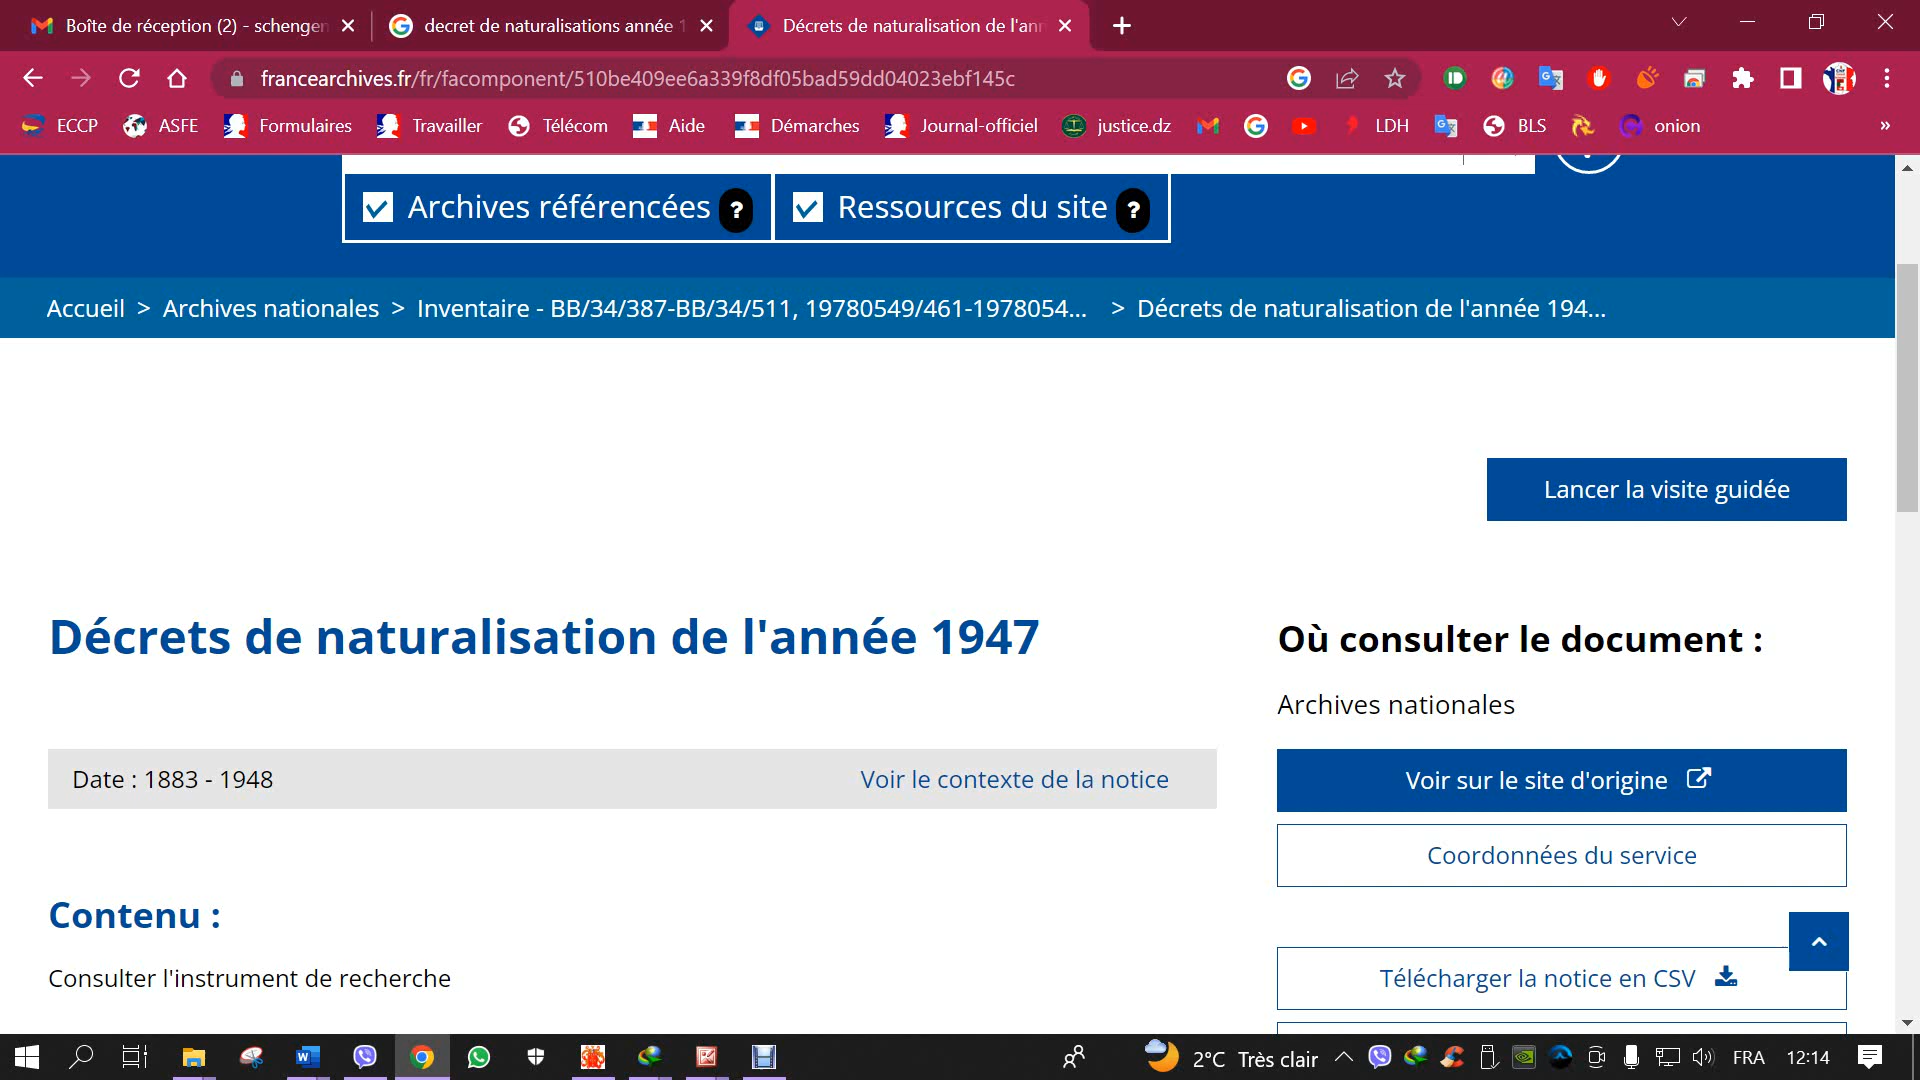 Boîte de réception (2) - schengen
decret de naturalisations année 1
Décrets de naturalisation de l'ann
francearchives.fr/fr/facomponent/510be409ee6a339f8df05bad59dd04023ebf145c
ECCP ASFE Formulaires Travailler Télécom Aide Démarches Journal-officiel justice.dz LDH BLS onion »
Archives référencées ? Ressources du site ?
Accueil > Archives nationales > Inventaire - BB/34/387-BB/34/511, 19780549/461-1978054... > Décrets de naturalisation de l'année 194...
Lancer la visite guidée
Décrets de naturalisation de l'année 1947
Date : 1883 - 1948
Voir le contexte de la notice
Contenu :
Consulter l'instrument de recherche
Où consulter le document :
Archives nationales
Voir sur le site d'origine
Coordonnées du service
Télécharger la notice en CSV
2°C Très clair FRA 12:14